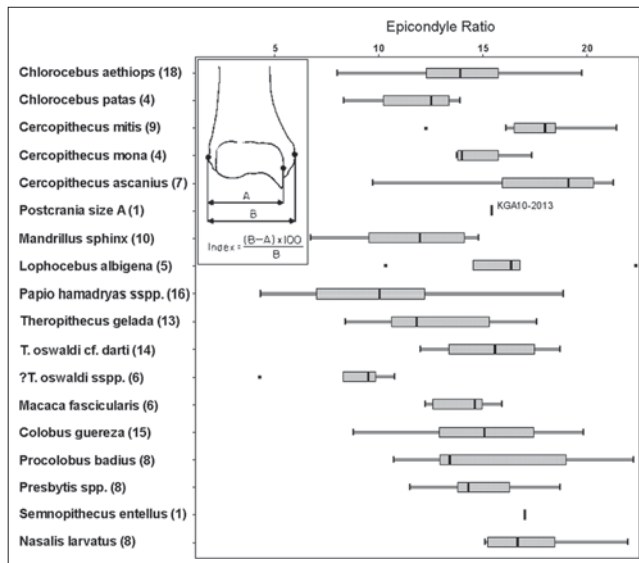 Epicondyle Ratio
5 10 15 20
Chlorocebus aethiops (18)
Chlorocebus patas (4)
Cercopithecus mitis (9)
Cercopithecus mona (4)
Cercopithecus ascanius (7)
Postcrania size A (1)
KGA10-2013
Mandrillus sphinx (10)
Lophocebus albigena (5)
Papio hamadryas sspp. (16)
Theropithecus gelada (13)
T. oswaldi cf. darti (14)
?T. oswaldi sspp. (6)
Macaca fascicularis (6)
Colobus guereza (15)
Procolobus badius (8)
Presbytis spp. (8)
Semnopithecus entellus (1)
Nasalis larvatus (8)
A
B
Index = (B-A) x 100
B